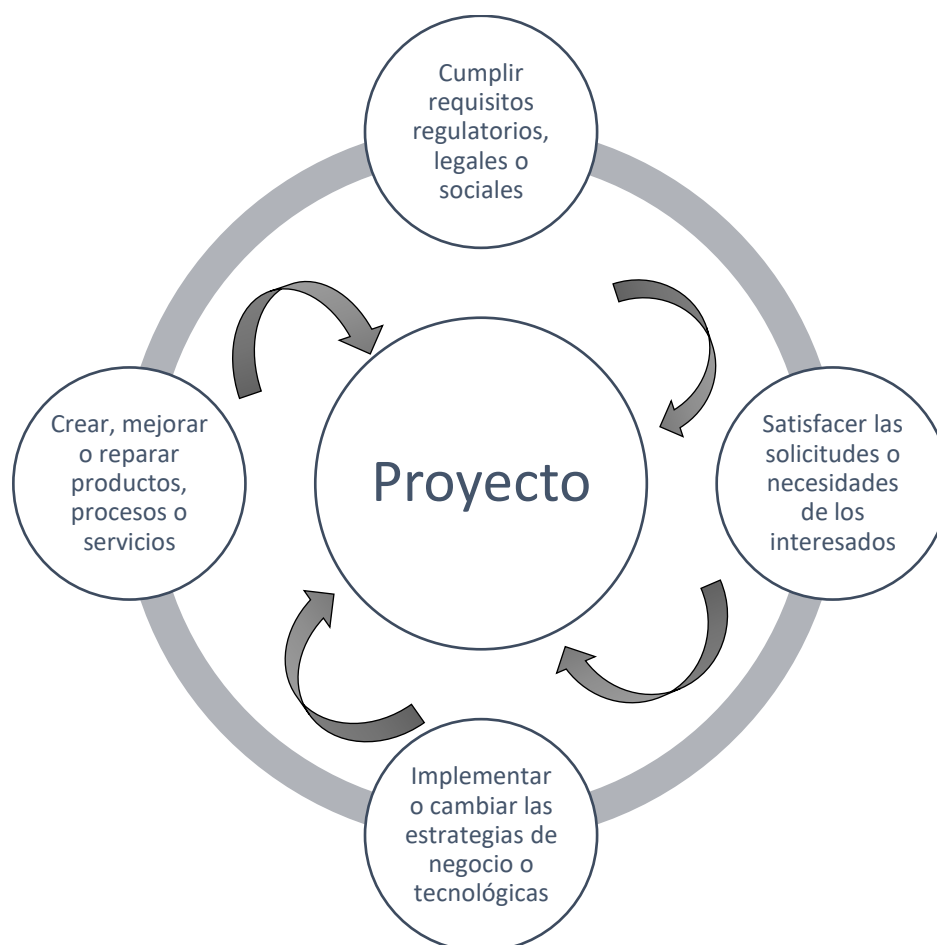 Cumplir
requisitos
regulatorios,
legales o
sociales
Crear, mejorar
o reparar
productos,
procesos o
servicios
Proyecto
Satisfacer las
solicitudes o
necesidades
de los
interesados
Implementar
o cambiar las
estrategias de
negocio o
tecnológicas